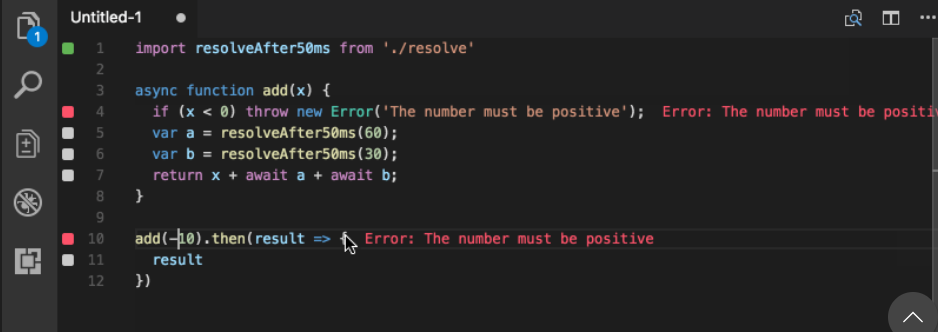 Untitled-1
1
1 import resolveAfter50ms from './resolve'
2
3 async function add(x) {
4 if (x < 0) throw new Error('The number must be positive'); Error: The number must be positi
5 var a = resolveAfter50ms(60);
6 var b = resolveAfter50ms(30);
7 return x + await a + await b;
8 }
9
10 add(-10).then(result => { Error: The number must be positive
11 result
12 })